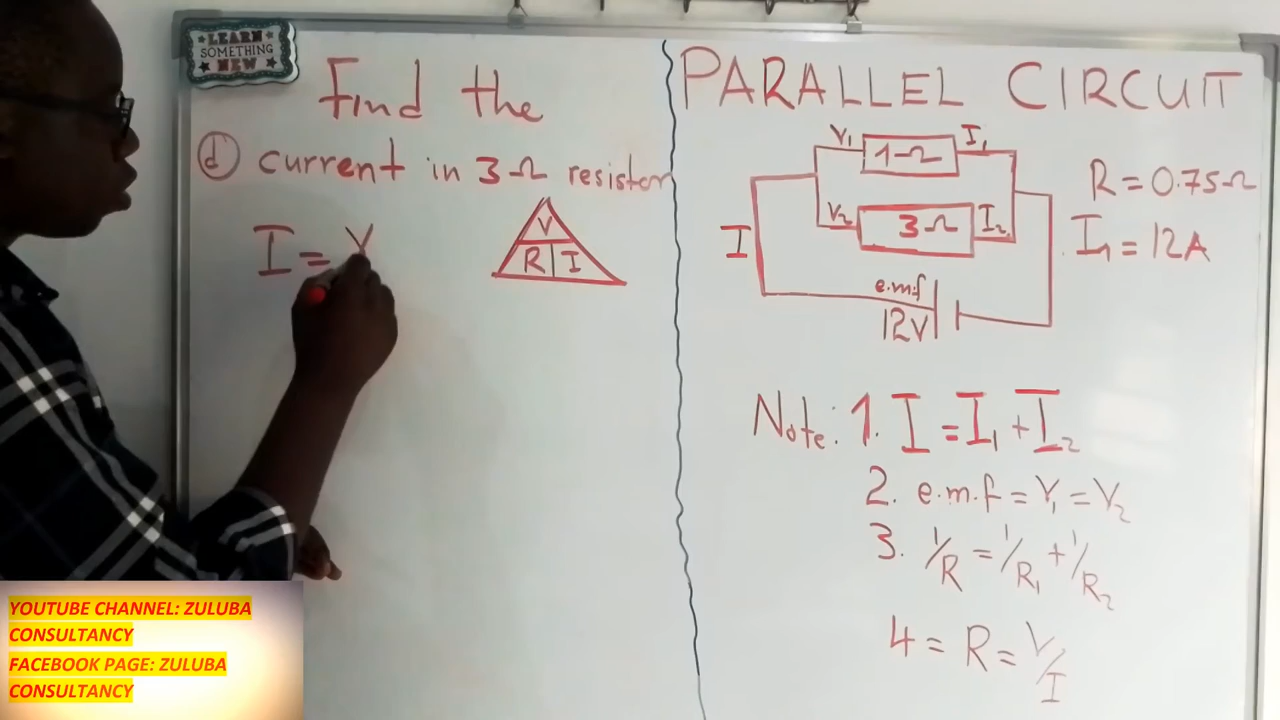 LEARN
SOMETHING
NEW
Find the
d current in 3Ω resistor
I = V
V
R I
PARALLEL CIRCUIT
V₁ 1Ω I₁
V₂ 3Ω I₂
I
e.m.f
12V
R = 0.75Ω
I₁ = 12A
Note: 1. I = I₁ + I₂
2. e.m.f = V₁ = V₂
3. 1/R = 1/R₁ + 1/R₂
4 = R = V/I
YOUTUBE CHANNEL: ZULUBA
CONSULTANCY
FACEBOOK PAGE: ZULUBA
CONSULTANCY